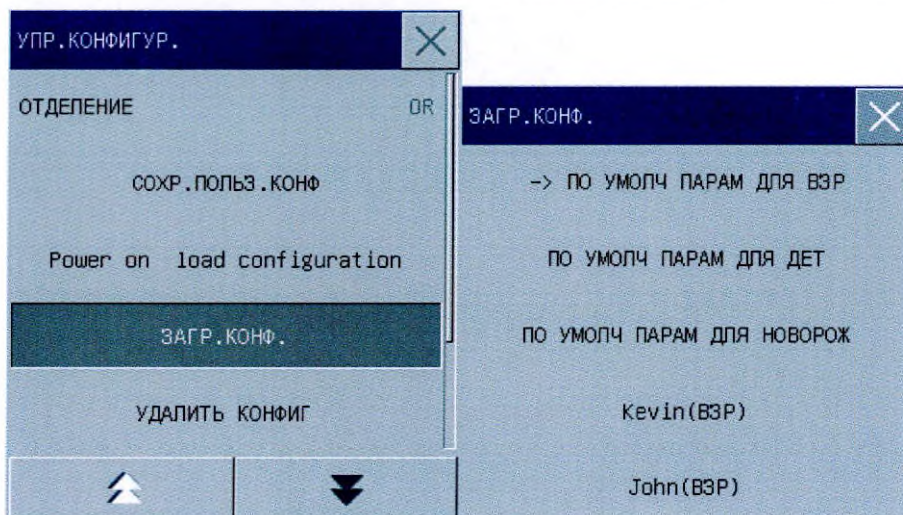 УПР.КОНФИГУР.
ОТДЕЛЕНИЕ OR
СОХР.ПОЛЬЗ.КОНФ
Power on load configuration
ЗАГР.КОНФ.
УДАЛИТЬ КОНФИГ
ЗАГР.КОНФ.
-> ПО УМОЛЧ ПАРАМ ДЛЯ ВЗР
ПО УМОЛЧ ПАРАМ ДЛЯ ДЕТ
ПО УМОЛЧ ПАРАМ ДЛЯ НОВОРОЖ
Kevin(ВЗР)
John(ВЗР)